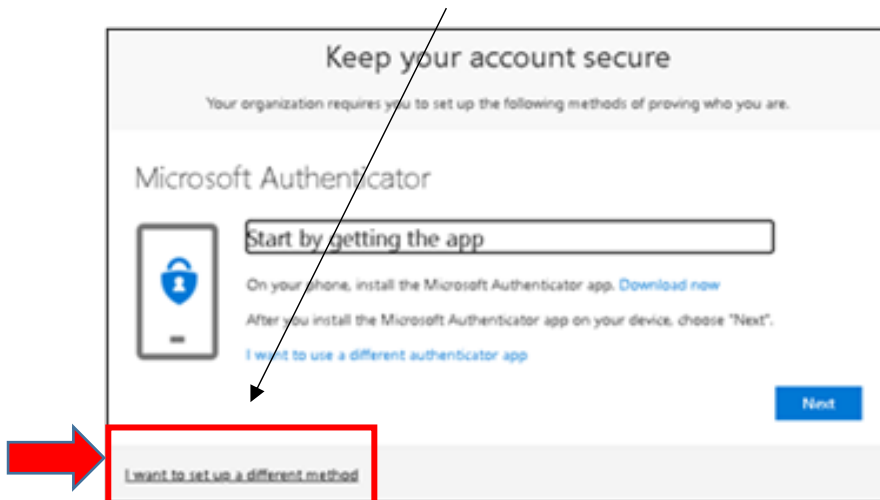 Keep your account secure
Your organization requires you to set up the following methods of proving who you are.
Microsoft Authenticator
Start by getting the app
On your phone, install the Microsoft Authenticator app. Download now
After you install the Microsoft Authenticator app on your device, choose "Next".
I want to use a different authenticator app
Next
I want to set up a different method